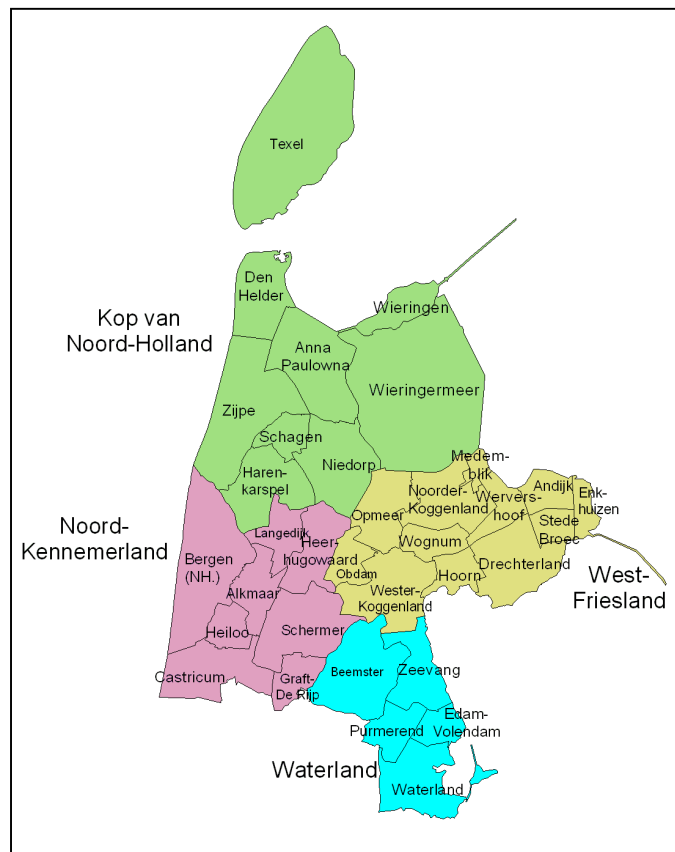 Texel
Den
Helder
Wieringen
Kop van
Noord-Holland
Anna
Paulowna
Wieringermeer
Zijpe
Schagen
Niedorp
Haren-
karspel
Medem-
blik
Noorder-
Koggenland
Wervers-
hoof
Andijk
Enk-
huizen
Stede
Broec
Opmeer
Wognum
Drechterland
Hoorn
Obdam
Wester-
Koggenland
West-
Friesland
Noord-
Kennemerland
Langedijk
Heer-
hugowaard
Bergen
(NH.)
Alkmaar
Heiloo
Schermer
Castricum
Graft-
De Rijp
Beemster
Zeevang
Edam-
Volendam
Purmerend
Waterland
Waterland